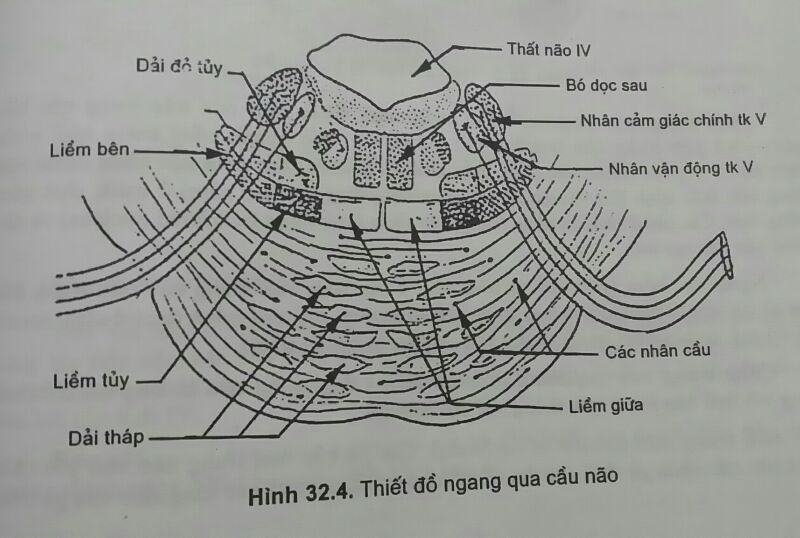 Thất não IV
Dải đỏ tủy
Bó dọc sau
Nhân cảm giác chính tk V
Liềm bên
Nhân vận động tk V
Các nhân cầu
Liềm tủy
Liềm giữa
Dải tháp
Hình 32.4. Thiết đồ ngang qua cầu não